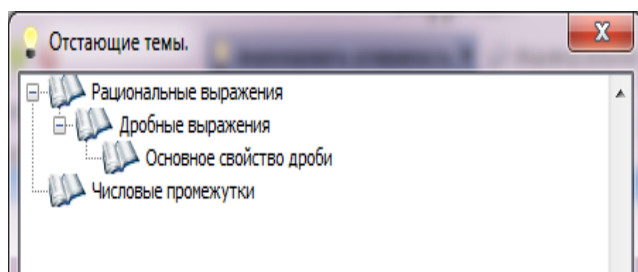 Отстающие темы.
Рациональные выражения
Дробные выражения
Основное свойство дроби
Числовые промежутки